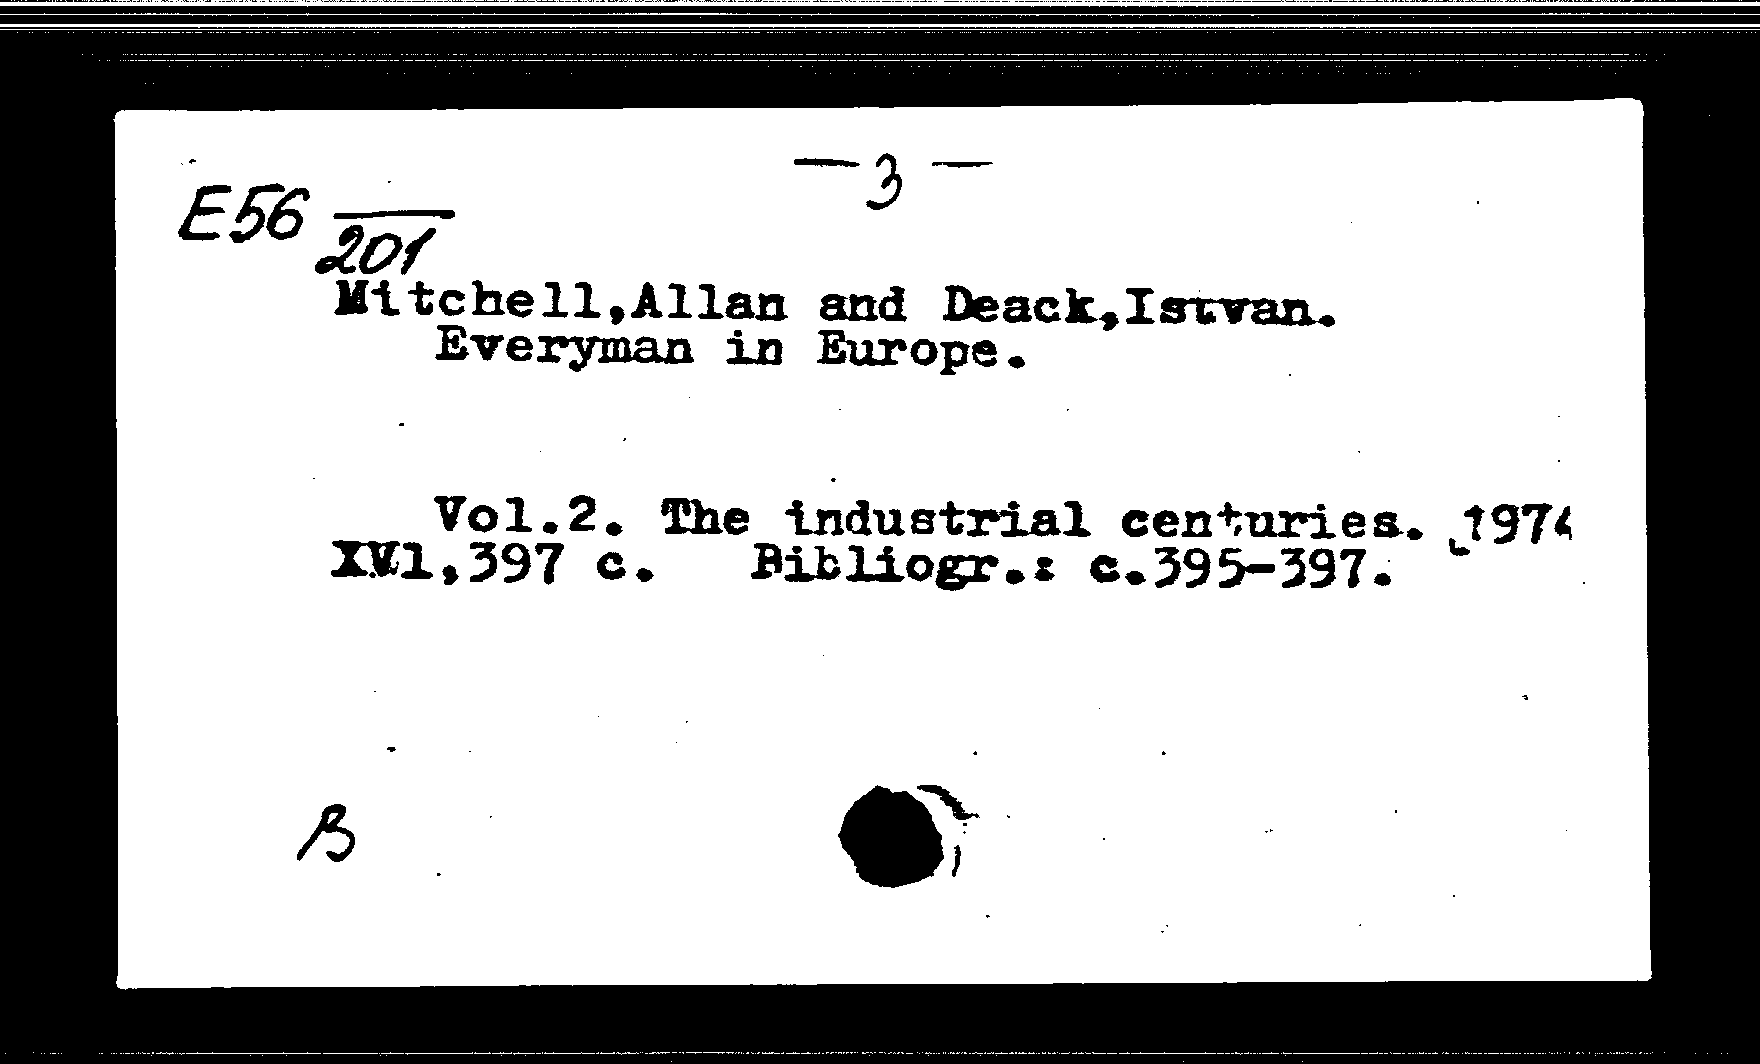 — 3 —
E56
201
Mitchell,Allan and Deack,Istvan.
Everyman in Europe.
Vol.2. The industrial centuries. 1974
XVl,397 c. Bibliogr.: c.395-397.
B